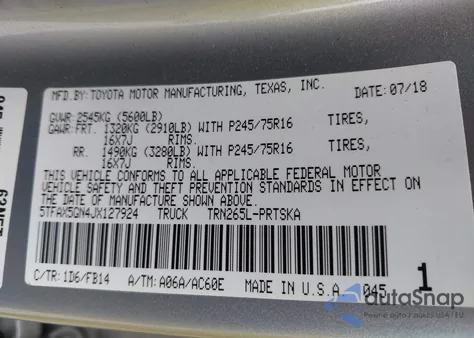 MFD.BY: TOYOTA MOTOR MANUFACTURING, TEXAS, INC. DATE: 07/18
GVWR: 2545KG (5600LB)
GAWR: FRT. 1320KG (2910LB) WITH P245/75R16 TIRES,
16X7J RIMS.
RR. 1490KG (3280LB) WITH P245/75R16 TIRES,
16X7J RIMS.
THIS VEHICLE CONFORMS TO ALL APPLICABLE FEDERAL MOTOR
VEHICLE SAFETY AND THEFT PREVENTION STANDARDS IN EFFECT ON
THE DATE OF MANUFACTURE SHOWN ABOVE.
5TFAX5GN4JX127924 TRUCK TRN265L-PRTSKA
C/TR: 1D6/FB14 A/TM: A06A/AC60E MADE IN U.S.A. 045 1
autoSnap